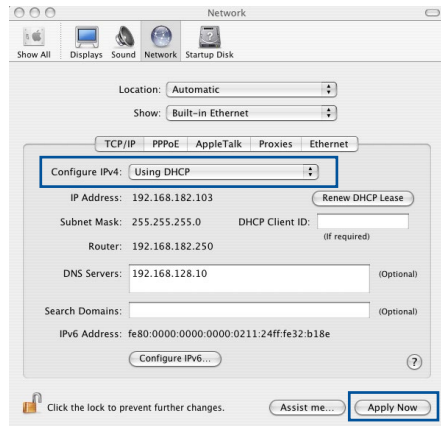 Network
Show All Displays Sound Network Startup Disk
Location: Automatic
Show: Built-in Ethernet
TCP/IP PPPoE AppleTalk Proxies Ethernet
Configure IPv4: Using DHCP
IP Address: 192.168.182.103 Renew DHCP Lease
Subnet Mask: 255.255.255.0 DHCP Client ID:
(If required)
Router: 192.168.182.250
DNS Servers: 192.168.128.10 (Optional)
Search Domains: (Optional)
IPv6 Address: fe80:0000:0000:0000:0211:24ff:fe32:b18e
Configure IPv6... ?
Click the lock to prevent further changes. Assist me... Apply Now